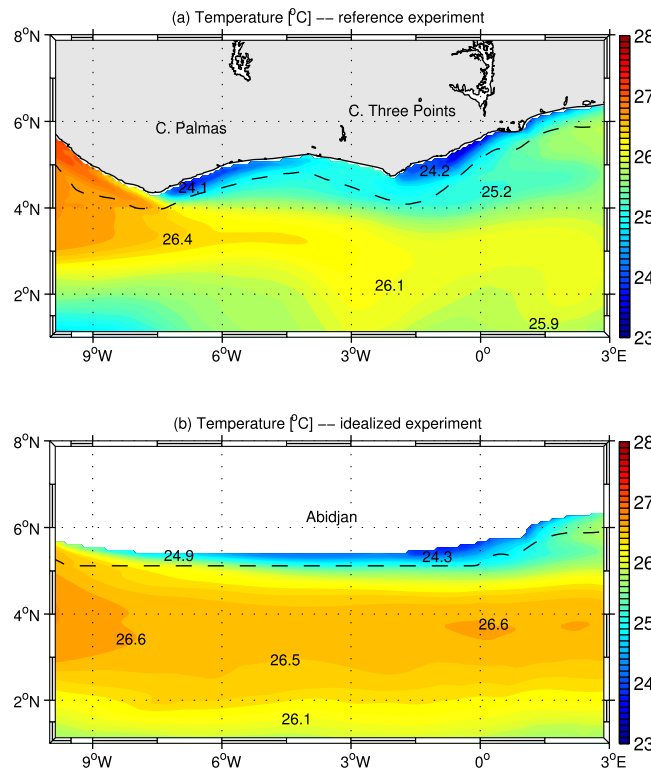 (a) Temperature [°C] –– reference experiment
8°N
6°N
4°N
2°N
C. Palmas
C. Three Points
24.1
24.2
25.2
26.4
26.1
25.9
9°W
6°W
3°W
0°
3°E
28
27
26
25
24
23
(b) Temperature [°C] –– idealized experiment
8°N
6°N
4°N
2°N
Abidjan
24.9
24.3
26.6
26.6
26.5
26.1
9°W
6°W
3°W
0°
3°E
28
27
26
25
24
23